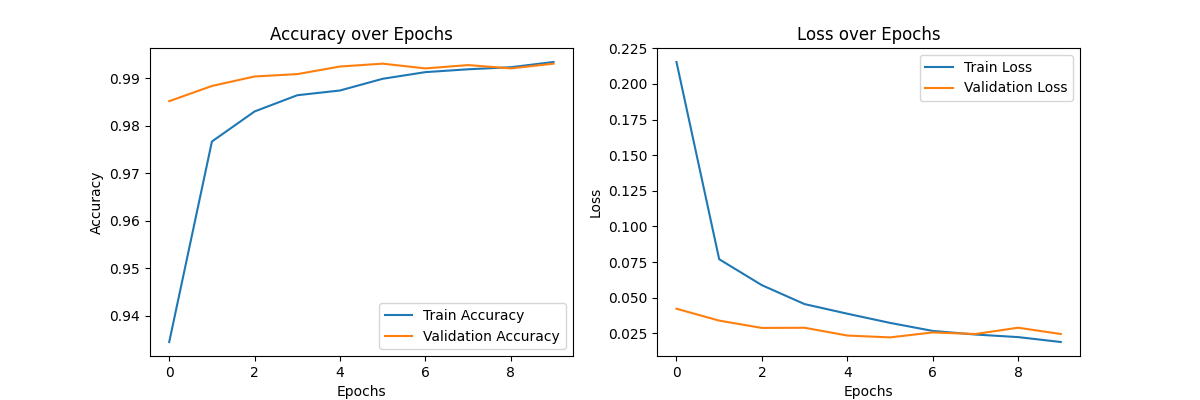 Accuracy over Epochs
Accuracy
0.99
0.98
0.97
0.96
0.95
0.94
Train Accuracy
Validation Accuracy
0 2 4 6 8
Epochs
Loss over Epochs
Loss
0.225
0.200
0.175
0.150
0.125
0.100
0.075
0.050
0.025
Train Loss
Validation Loss
0 2 4 6 8
Epochs